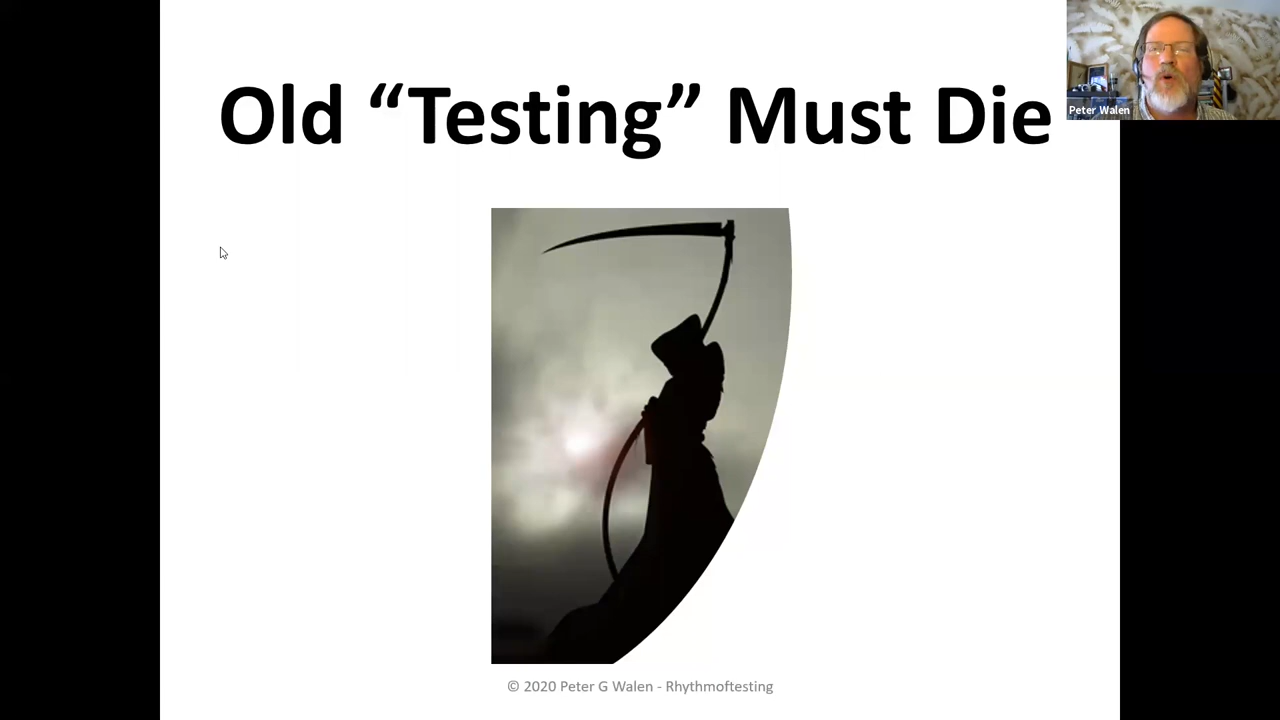 Old “Testing” Must Die
Peter Walen
© 2020 Peter G Walen - Rhythmoftesting